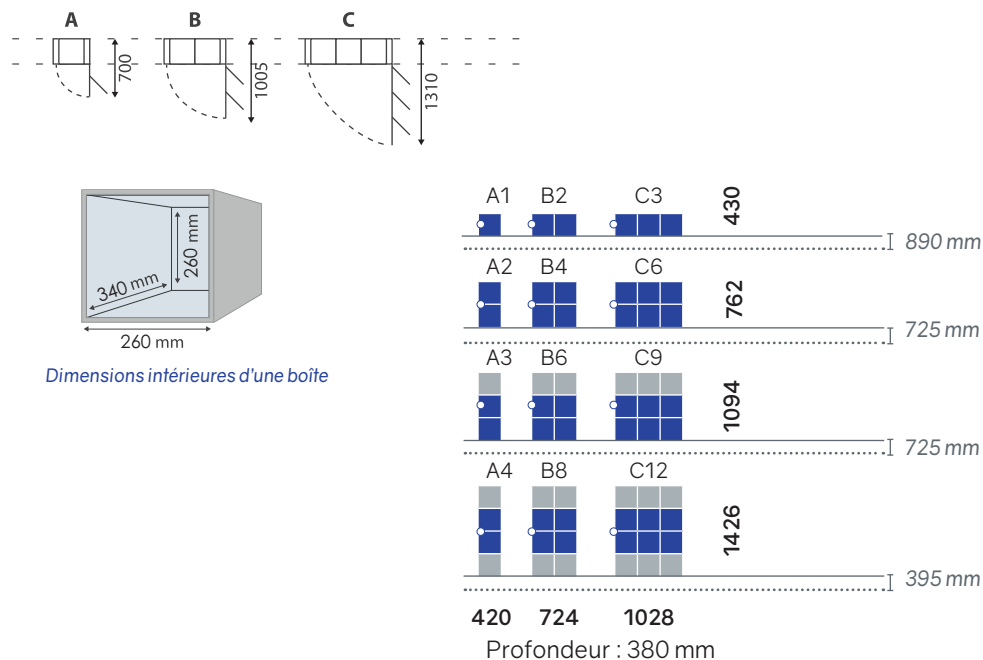 A B C
700
1005
1310
260 mm
340 mm
260 mm
Dimensions intérieures d'une boîte
A1 B2 C3 430
890 mm
A2 B4 C6 762
725 mm
A3 B6 C9 1094
725 mm
A4 B8 C12 1426
395 mm
420 724 1028
Profondeur : 380 mm